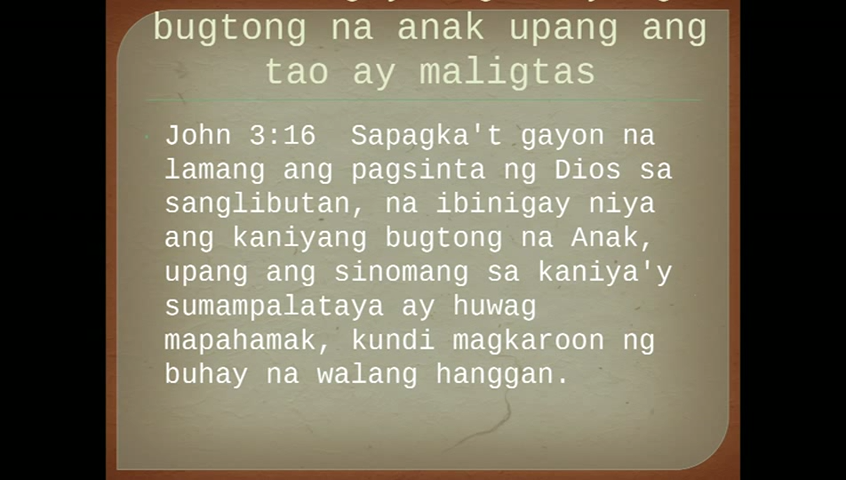 bugtong na anak upang ang
tao ay maligtas
John 3:16 Sapagka't gayon na
lamang ang pagsinta ng Dios sa
sanglibutan, na ibinigay niya
ang kaniyang bugtong na Anak,
upang ang sinomang sa kaniya'y
sumampalataya ay huwag
mapahamak, kundi magkaroon ng
buhay na walang hanggan.